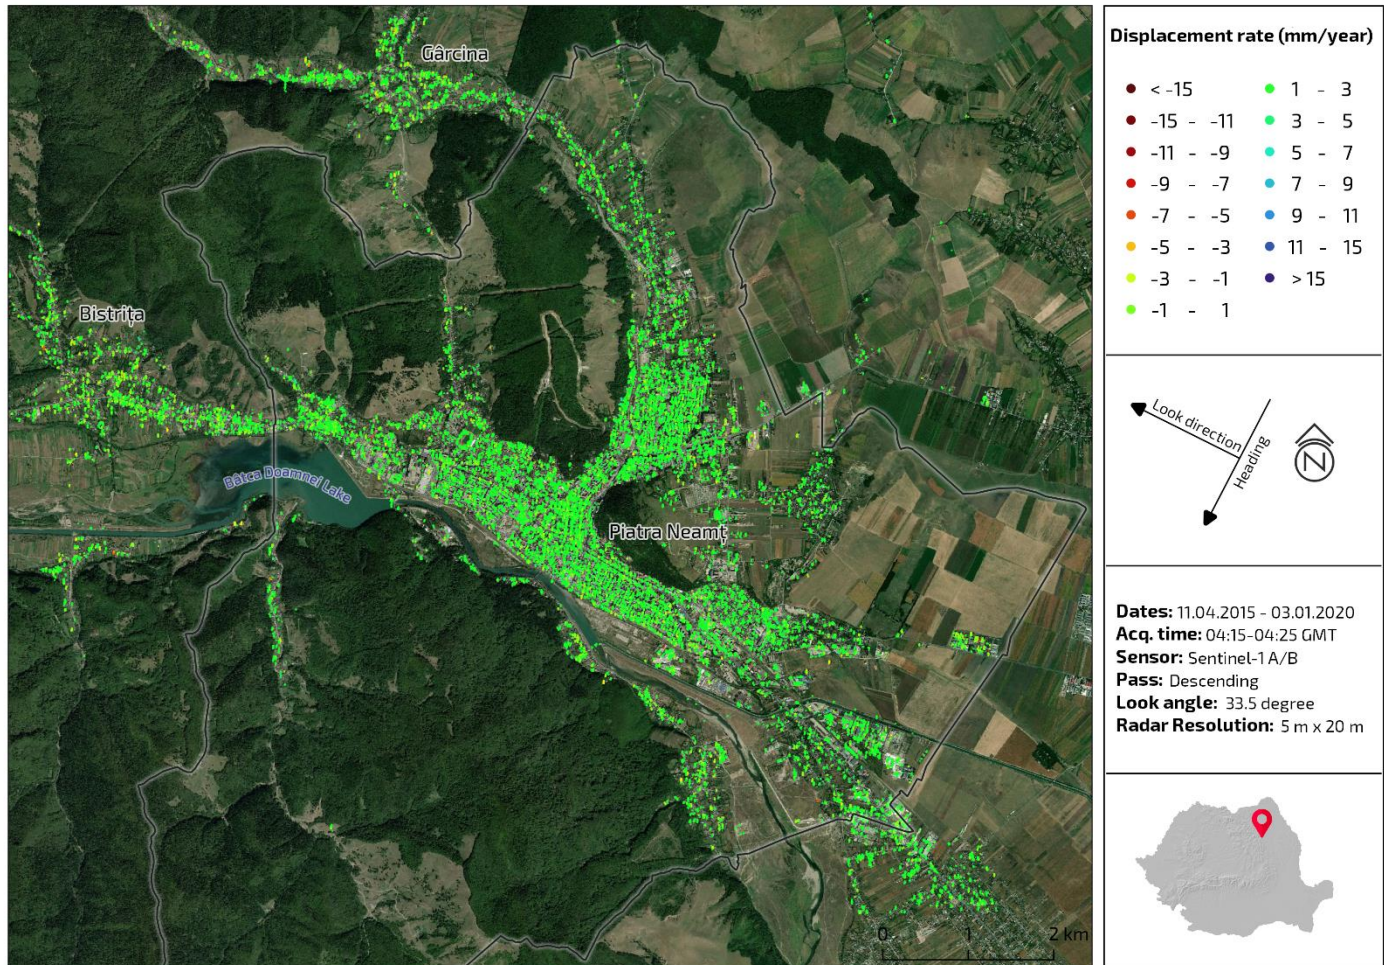 Gârcina
Bistrița
Bâtca Doamnei Lake
Piatra Neamț
0 1 2 km
Displacement rate (mm/year)
< -15
-15 - -11
-11 - -9
-9 - -7
-7 - -5
-5 - -3
-3 - -1
-1 - 1
1 - 3
3 - 5
5 - 7
7 - 9
9 - 11
11 - 15
> 15
Look direction
Heading
N
Dates: 11.04.2015 - 03.01.2020
Acq. time: 04:15-04:25 GMT
Sensor: Sentinel-1 A/B
Pass: Descending
Look angle: 33.5 degree
Radar Resolution: 5 m x 20 m